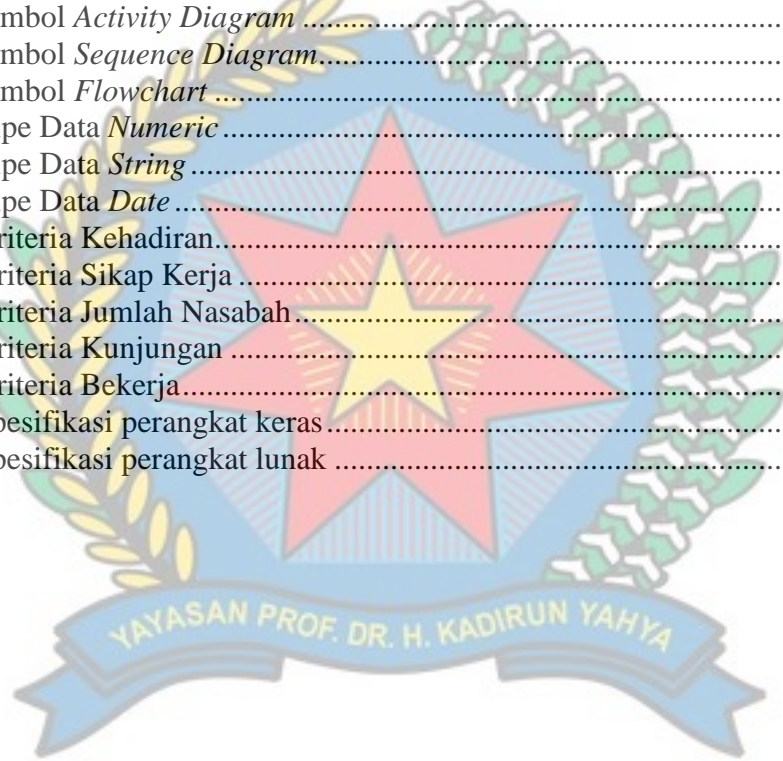 mbol Activity Diagram
mbol Sequence Diagram
mbol Flowchart
pe Data Numeric
pe Data String
pe Data Date
riteria Kehadiran
riteria Sikap Kerja
riteria Jumlah Nasabah
riteria Kunjungan
riteria Bekerja
pesifikasi perangkat keras
pesifikasi perangkat lunak
YAYASAN PROF. DR. H. KADIRUN YAHYA